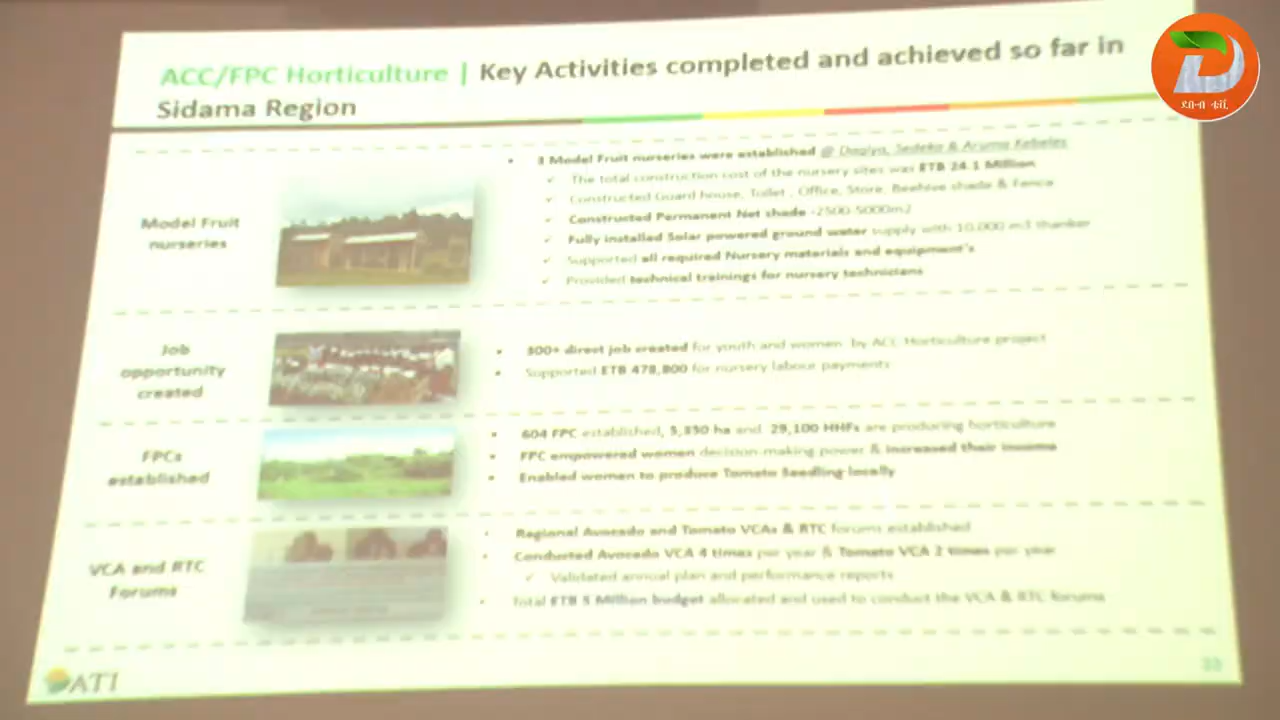 ACC/FPC Horticulture | Key Activities completed and achieved so far in
Sidama Region
ደቡብ ቲቪ
Model Fruit
nurseries
3 Model Fruit nurseries were established @
The total construction cost of the nursery sites was ETB 24.1 Million
Constructed Guard house, Toilet , Office, Store, Beehive shade & Fence
Constructed Permanent Net shade
Fully installed Solar powered ground water supply with 10,000 m3
Supported all required Nursery materials and equipment's
Provided technical trainings for nursery technicians
Job
opportunity
created
300+ direct job created for youth and women by ACC Horticulture project
Supported ETB 478,800 for nursery labour payments
FPCs
established
604 FPC established, ha and HHFs are producing horticulture
FPC empowered women decision making power & increased their income
Enabled women to produce Tomato Seedling locally
VCA and RTC
Forums
Regional Avocado and Tomato VCAs & RTC forums established
Conducted Avocado VCA 4 times per year & Tomato VCA 2 times per year
Validated annual plan and performance reports
Total ETB 5 Million budget allocated and used to conduct the VCA & RTC forums
ATI